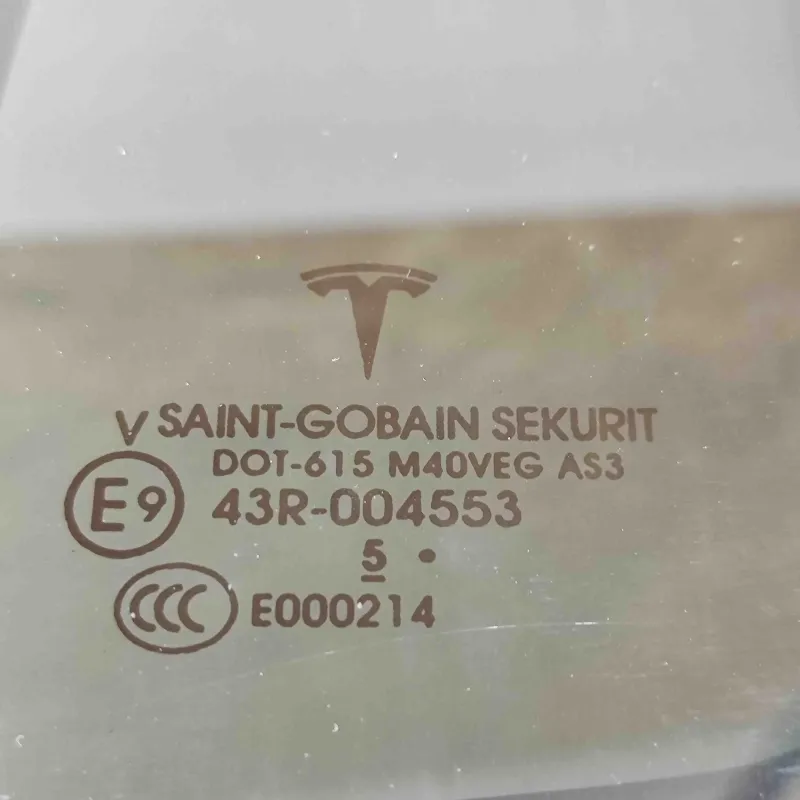 V SAINT-GOBAIN SEKURIT
DOT-615 M40VEG AS3
E9 43R-004553
5 •
CCC E000214